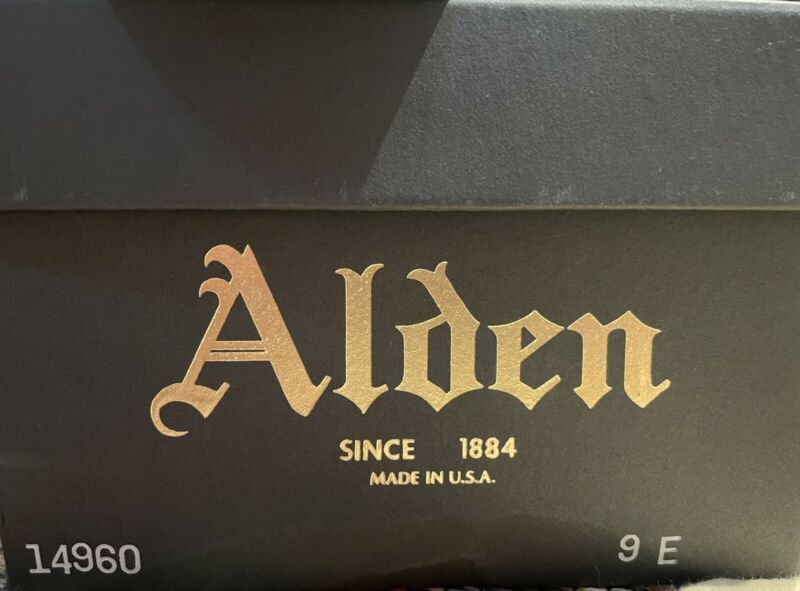 Alden
SINCE 1884
MADE IN U.S.A.
14960 9 E